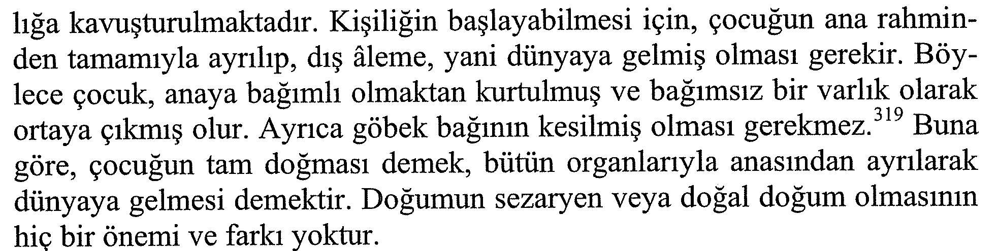 lığa kavuşturulmaktadır. Kişiliğin başlayabilmesi için, çocuğun ana rahmin-
den tamamıyla ayrılıp, dış âleme, yani dünyaya gelmiş olması gerekir. Böy-
lece çocuk, anaya bağımlı olmaktan kurtulmuş ve bağımsız bir varlık olarak
ortaya çıkmış olur. Ayrıca göbek bağının kesilmiş olması gerekmez.³¹⁹ Buna
göre, çocuğun tam doğması demek, bütün organlarıyla anasından ayrılarak
dünyaya gelmesi demektir. Doğumun sezaryen veya doğal doğum olmasının
hiç bir önemi ve farkı yoktur.